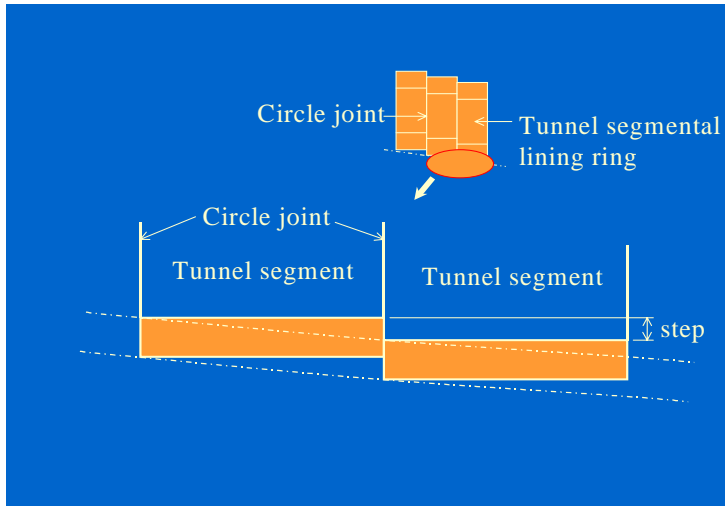 Circle joint
Tunnel segmental
lining ring
Circle joint
Tunnel segment
Tunnel segment
step